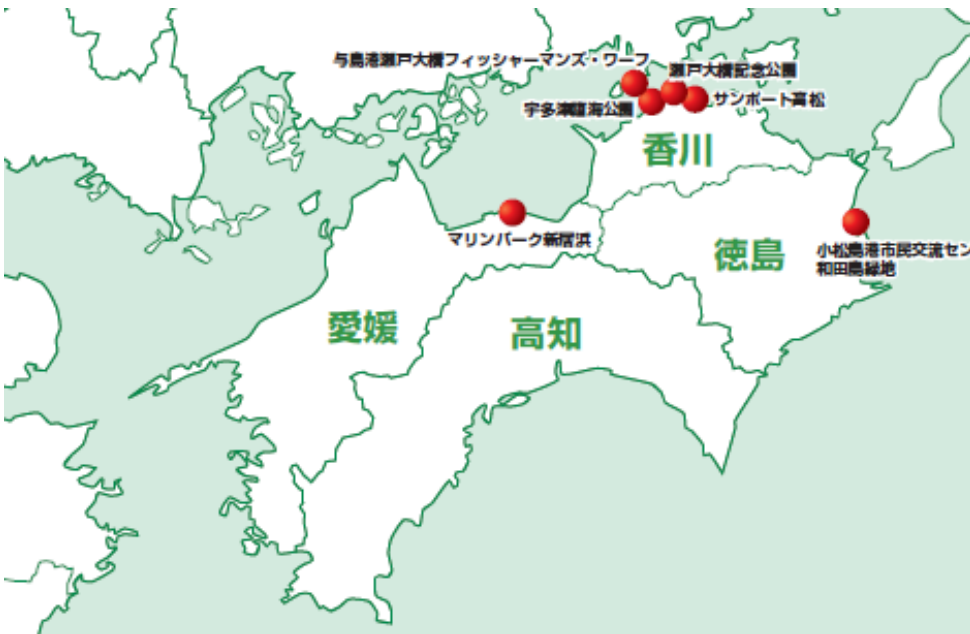 与島港瀬戸大橋フィッシャーマンズ・ワーフ
瀬戸大橋記念公園
宇多津臨海公園
サンポート高松
香川
マリンパーク新居浜
徳島
小松島港市民交流セン
和田島緑地
愛媛
高知